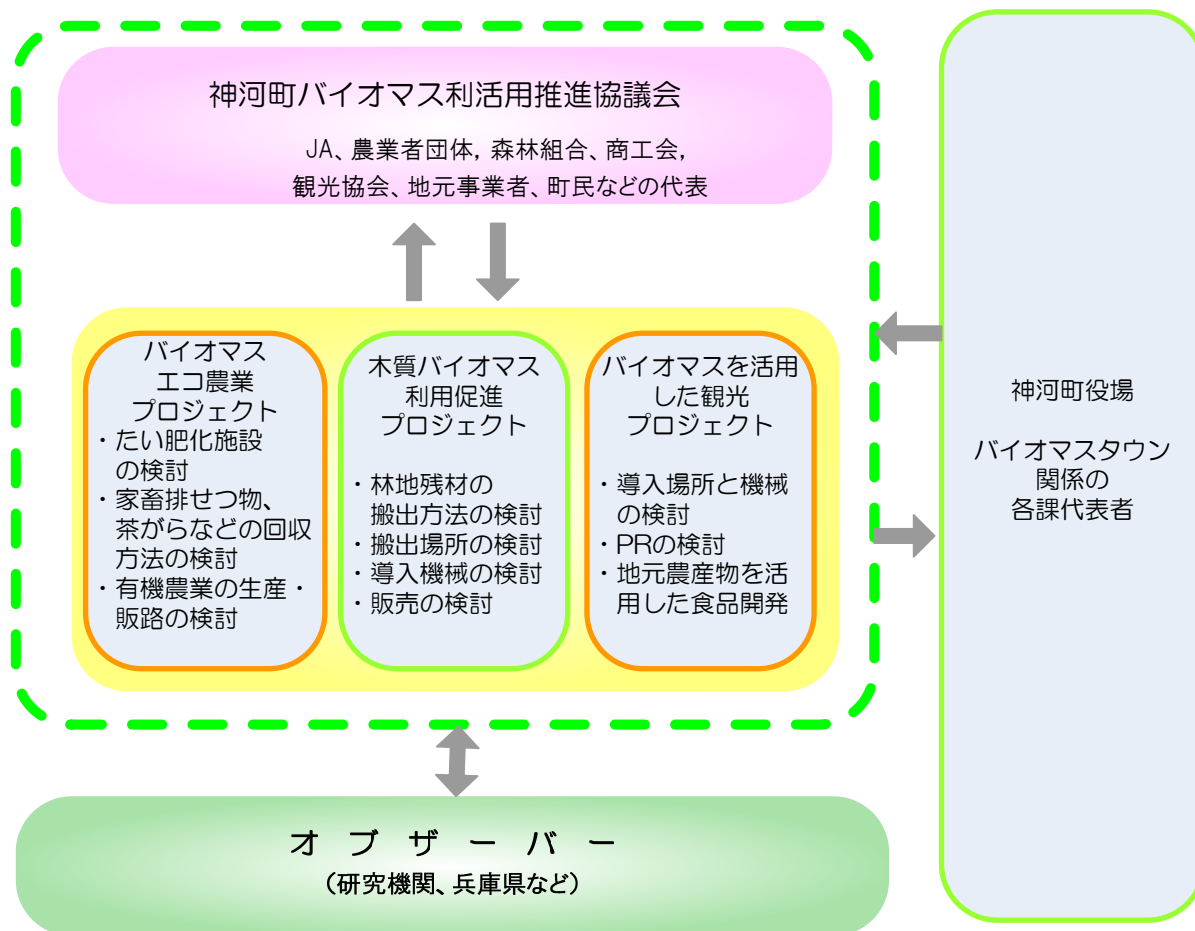 神河町バイオマス利活用推進協議会
JA、農業者団体, 森林組合、商工会,
観光協会、地元事業者、町民などの代表
バイオマス
エコ農業
プロジェクト
・たい肥化施設
の検討
・家畜排せつ物、
茶がらなどの回収
方法の検討
・有機農業の生産・
販路の検討
木質バイオマス
利用促進
プロジェクト
・林地残材の
搬出方法の検討
・搬出場所の検討
・導入機械の検討
・販売の検討
バイオマスを活用
した観光
プロジェクト
・導入場所と機械
の検討
・PRの検討
・地元農産物を活
用した食品開発
神河町役場
バイオマスタウン
関係の
各課代表者
オ ブ ザ ー バ ー
（研究機関、兵庫県など）